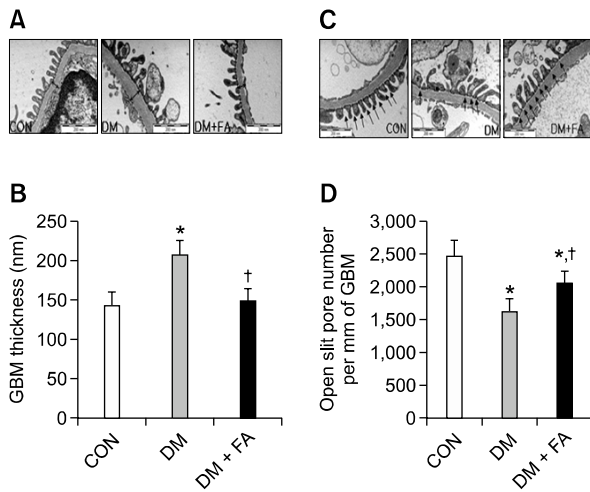 A
C
CON
DM
DM+FA
CON
DM
DM+FA
B
GBM thickness (nm)
250
200
150
100
50
0
*
†
CON
DM
DM + FA
D
Open slit pore number
per mm of GBM
3,000
2,500
2,000
1,500
1,000
500
0
*
*,†
CON
DM
DM + FA